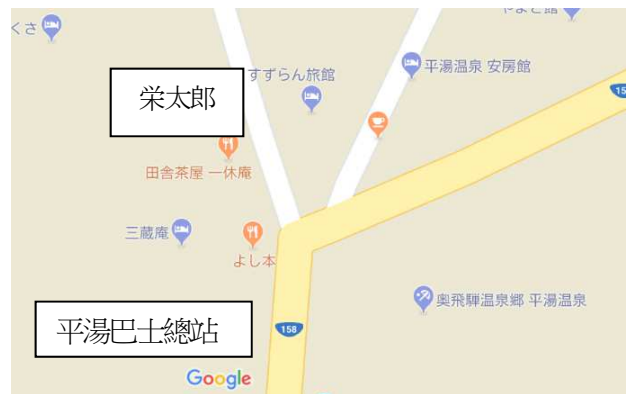 くさ
やまと館
栄太郎
すずらん旅館
平湯温泉 安房館
田舎茶屋 一休庵
三蔵庵
よし本
奥飛騨温泉郷 平湯温泉
平湯巴士總站
158
Google